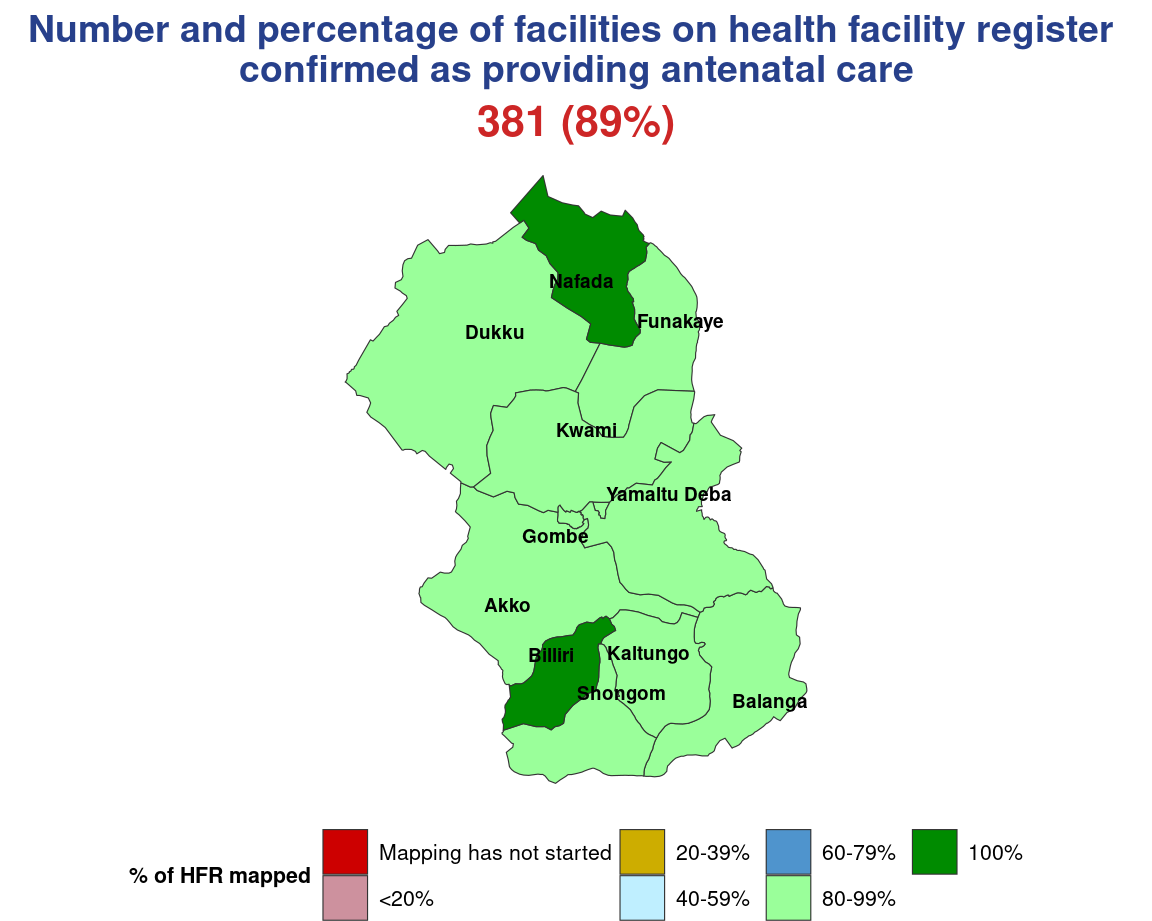 Number and percentage of facilities on health facility register
confirmed as providing antenatal care
381 (89%)
Nafada
Funakaye
Dukku
Kwami
Yamaltu Deba
Gombe
Akko
Billiri
Kaltungo
Shongom
Balanga
% of HFR mapped
Mapping has not started
<20%
20-39%
40-59%
60-79%
80-99%
100%